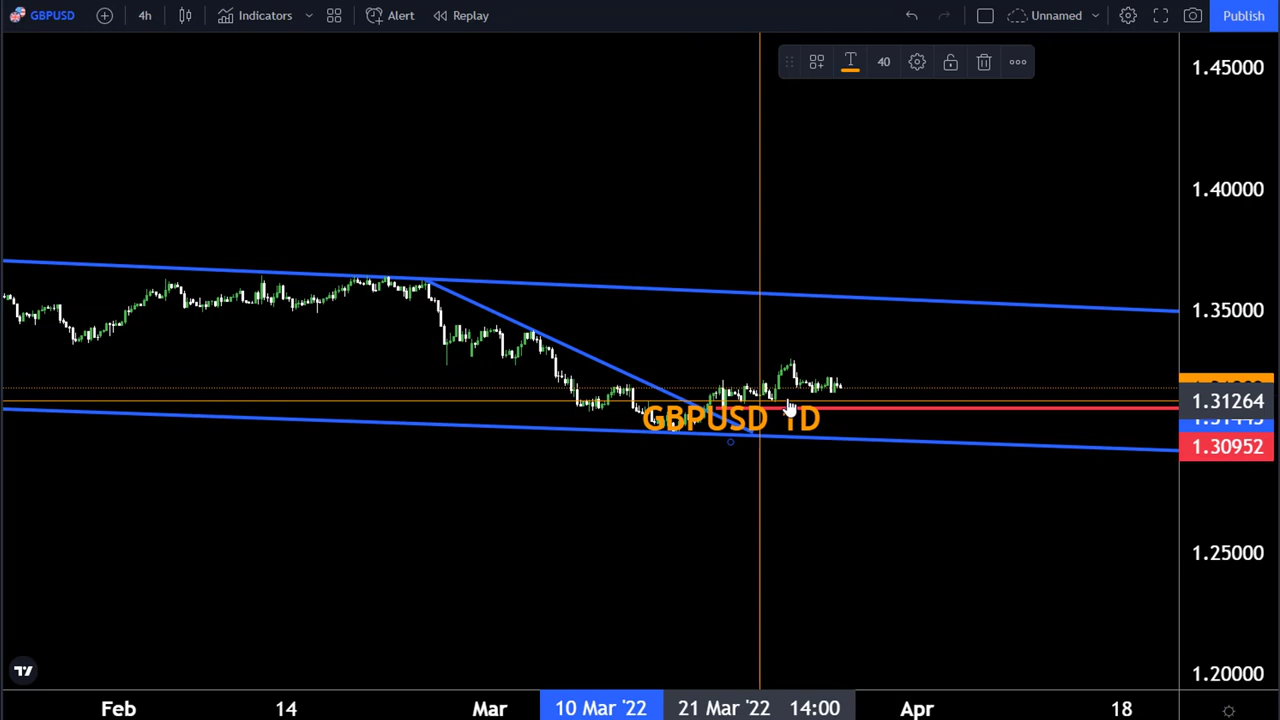 GBPUSD 4h Indicators Alert Replay Unnamed Publish
40
1.45000
1.40000
1.35000
1.31264
1.30952
1.25000
1.20000
GBPUSD 1D
Feb 14 Mar 10 Mar '22 21 Mar '22 14:00 Apr 18